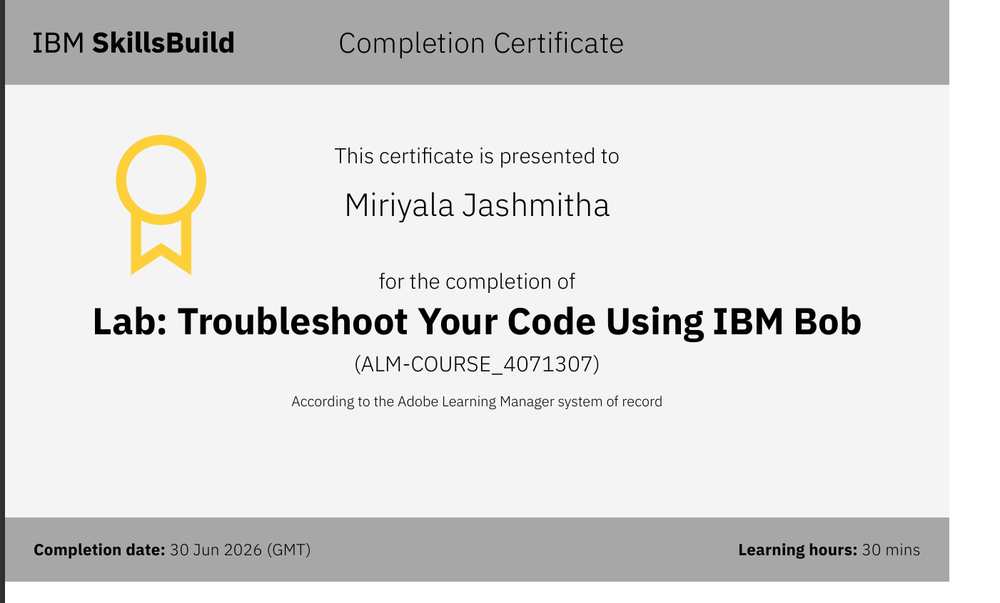 IBM SkillsBuild
Completion Certificate
This certificate is presented to
Miriyala Jashmitha
for the completion of
Lab: Troubleshoot Your Code Using IBM Bob
(ALM-COURSE_4071307)
According to the Adobe Learning Manager system of record
Completion date: 30 Jun 2026 (GMT)
Learning hours: 30 mins